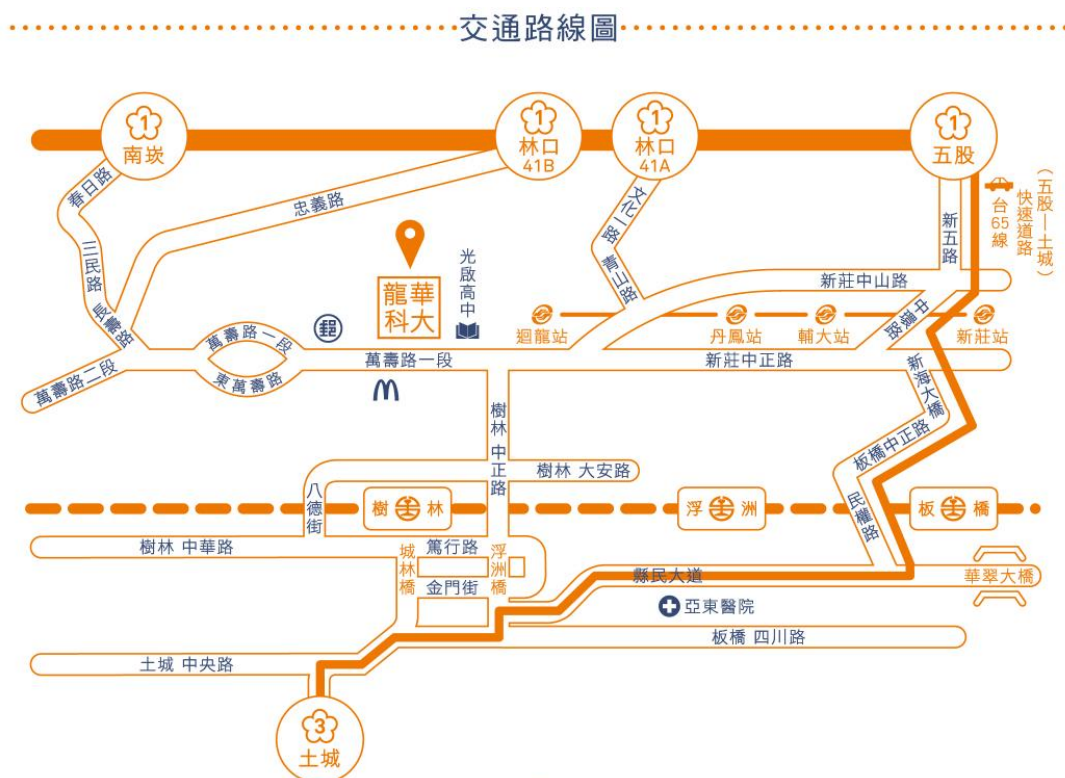 交通路線圖
1
南崁
1
林口
41B
1
林口
41A
1
五股
春日路
三民路
長壽路
忠義路
文化一路
青山路
新五路
台65線
快速道路
(五股—土城)
龍華
科大
光啟高中
新莊中山路
中環路
郵
迴龍站
丹鳳站
輔大站
新莊站
萬壽路一段
東萬壽路
萬壽路二段
萬壽路一段
新莊中正路
新海大橋
板橋中正路
樹林 中正路
樹林 大安路
八德街
樹 林
浮 洲
板 橋
民權路
樹林 中華路
篤行路
城林橋
浮洲橋
金門街
縣民大道
華翠大橋
亞東醫院
板橋 四川路
土城 中央路
3
土城